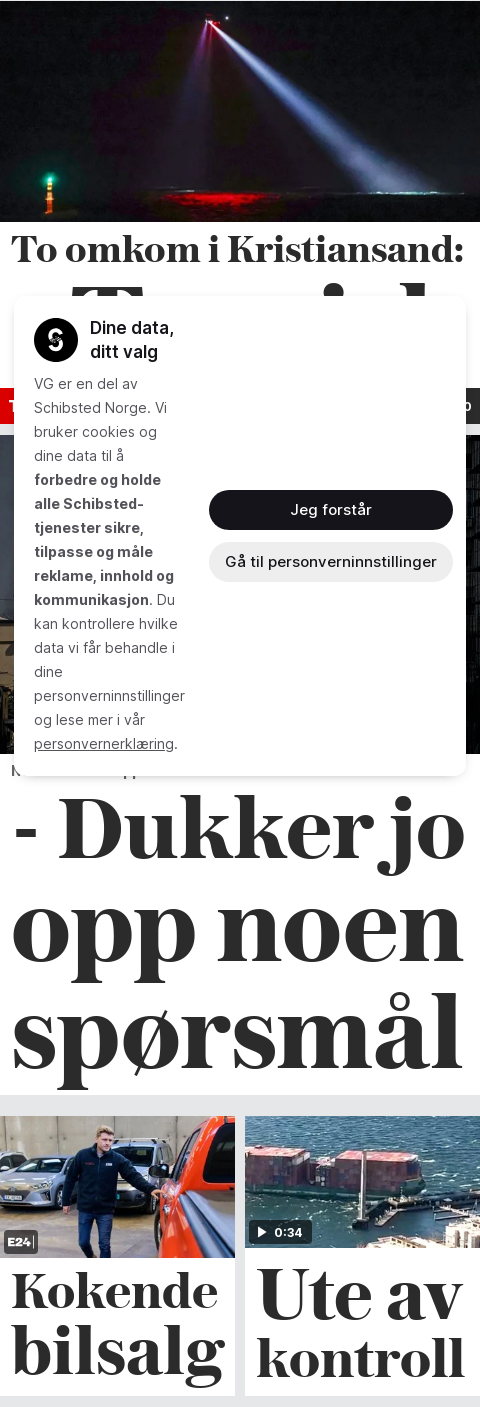 To omkom i Kristiansand:
Dine data,
ditt valg
VG er en del av
Schibsted Norge. Vi
bruker cookies og
dine data til å
forbedre og holde
alle Schibsted-
tjenester sikre,
tilpasse og måle
reklame, innhold og
kommunikasjon. Du
kan kontrollere hvilke
data vi får behandle i
dine
personverninnstillinger
og lese mer i vår
personvernerklæring.
Jeg forstår
Gå til personverninnstillinger
- Dukker jo
opp noen
spørsmål
E24
Kokende
bilsalg
0:34
Ute av
kontroll